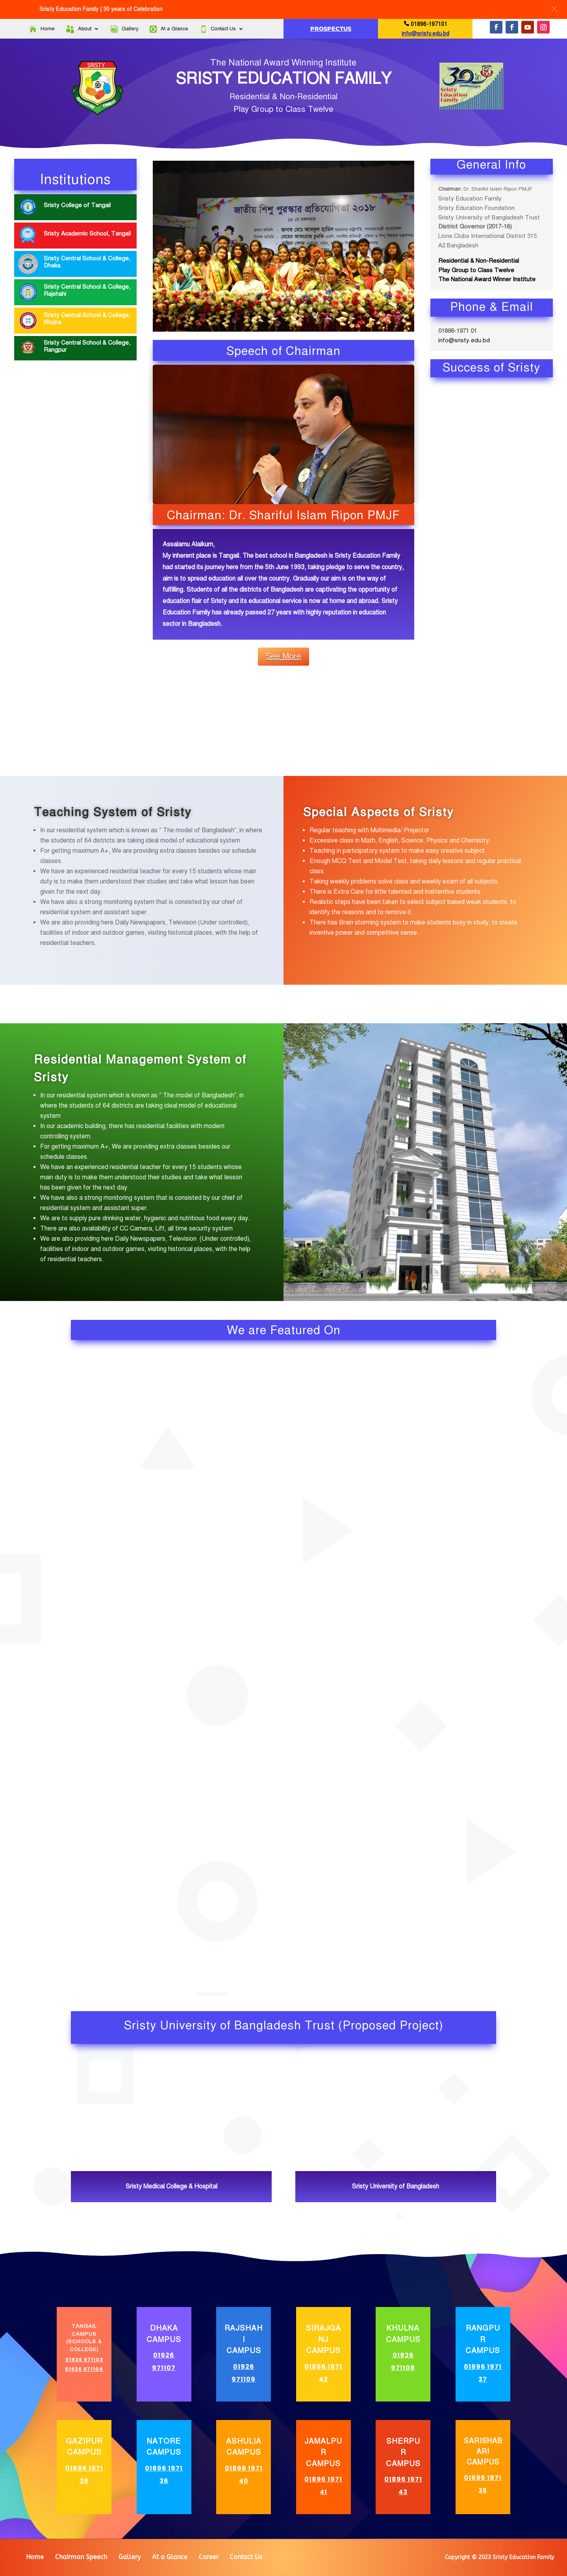 Sristy Education Family | 30 years of Celebration
Home
About
Gallery
At a Glance
Contact Us
PROSPECTUS
01896-197101
info@sristy.edu.bd
SRISTY
The National Award Winning Institute
SRISTY EDUCATION FAMILY
Residential & Non-Residential
Play Group to Class Twelve
Sristy
Education
Family
Institutions
Sristy College of Tangail
Sristy Academic School, Tangail
Sristy Central School & College,
Dhaka
Sristy Central School & College,
Rajshahi
Sristy Central School & College,
Khulna
Sristy Central School & College,
Rangpur
জাতীয় শিশু পুরস্কার প্রতিযোগিতা ২০১৮
Speech of Chairman
Chairman: Dr. Shariful Islam Ripon PMJF
Assalamu Alaikum,
My inherent place is Tangail. The best school in Bangladesh is Sristy Education Family
had started its journey here from the 5th June 1993, taking pledge to serve the country,
aim is to spread education all over the country. Gradually our aim is on the way of
fulfilling. Students of all the districts of Bangladesh are captivating the opportunity of
education flair of Sristy and its educational service is now at home and abroad. Sristy
Education Family has already passed 27 years with highly reputation in education
sector in Bangladesh.
See More
General Info
Chairman: Dr. Shariful Islam Ripon PMJF
Sristy Education Family
Sristy Education Foundation
Sristy University of Bangladesh Trust
District Governor (2017-18)
Lions Clubs International District 315
A2 Bangladesh
Residential & Non-Residential
Play Group to Class Twelve
The National Award Winner Institute
Phone & Email
01896-1971 01
info@sristy.edu.bd
Success of Sristy
Teaching System of Sristy
In our residential system which is known as " The model of Bangladesh", in where
the students of 64 districts are taking ideal model of educational system
For getting maximum A+, We are providing extra classes besides our schedule
classes.
We have an experienced residential teacher for every 15 students whose main
duty is to make them understood their studies and take what lesson has been
given for the next day.
We have also a strong monitoring system that is consisted by our chief of
residential system and assistant super.
We are also providing here Daily Newspapers, Television (Under controlled),
facilities of indoor and outdoor games, visiting historical places, with the help of
residential teachers.
Special Aspects of Sristy
Regular teaching with Multimedia/ Projector
Excessive class in Math, English, Science, Physics and Chemistry.
Teaching in participatory system to make easy creative subject.
Enough MCQ Test and Model Test, taking daily lessons and regular practical
class
Taking weekly problems solve class and weekly exam of all subjects.
There is Extra Care for little talented and inattentive students.
Realistic steps have been taken to select subject based weak students, to
identify the reasons and to remove it.
There has Brain storming system to make students busy in study, to create
inventive power and competitive sense.
Residential Management System of
Sristy
In our residential system which is known as " The model of Bangladesh", in
where the students of 64 districts are taking ideal model of educational
system
In our academic building, there has residential facilities with modern
controlling system.
For getting maximum A+, We are providing extra classes besides our
schedule classes.
We have an experienced residential teacher for every 15 students whose
main duty is to make them understood their studies and take what lesson
has been given for the next day.
We have also a strong monitoring system that is consisted by our chief of
residential system and assistant super.
We are to supply pure drinking water, hygienic and nutritious food every day.
There are also availability of CC Camera, Lift, all time security system
We are also providing here Daily Newspapers, Television (Under controlled),
facilities of indoor and outdoor games, visiting historical places, with the help
of residential teachers.
We are Featured On
Sristy University of Bangladesh Trust (Proposed Project)
Sristy Medical College & Hospital
Sristy University of Bangladesh
TANGAIL
CAMPUS
(SCHOOLS &
COLLEGE)
01926 971103
01926 971104
DHAKA
CAMPUS
01926
971107
RAJSHAH
I
CAMPUS
01926
971109
SIRAJGA
NJ
CAMPUS
01896 1971
42
KHULNA
CAMPUS
01926
971108
RANGPU
R
CAMPUS
01896 1971
37
GAZIPUR
CAMPUS
01896 1971
38
NATORE
CAMPUS
01896 1971
36
ASHULIA
CAMPUS
01896 1971
40
JAMALPU
R
CAMPUS
01896 1971
41
SHERPU
R
CAMPUS
01896 1971
43
SARISHAB
ARI
CAMPUS
01896 1971
35
Home
Chairman Speech
Gallery
At a Glance
Career
Contact Us
Copyright © 2023 Sristy Education Family